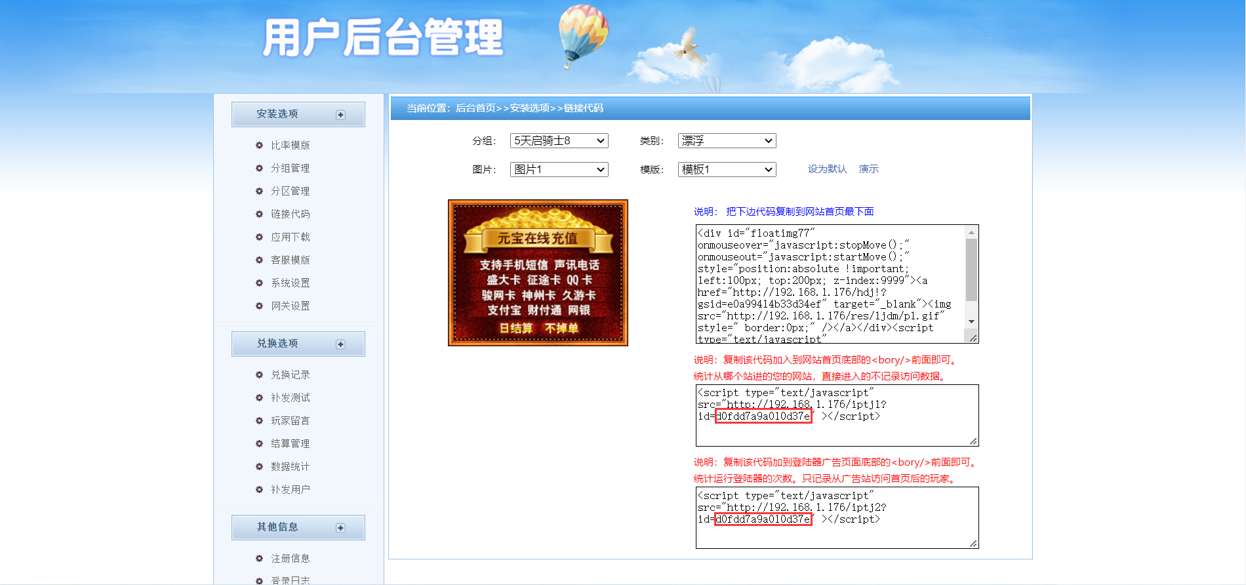 用户后台管理
安装选项
比率模版
分组管理
分区管理
链接代码
应用下载
客服模版
系统设置
网关设置
兑换选项
兑换记录
补发测试
玩家留言
结算管理
数据统计
补发用户
其他信息
注册信息
登录日志
当前位置：后台首页>>安装选项>>链接代码
分组： 5天启骑士8 类别： 漂浮
图片： 图片1 模版： 模板1 设为默认 演示
元宝在线充值
支持手机短信 声讯电话
盛大卡 征途卡 QQ卡
骏网卡 神州卡 久游卡
支付宝 财付通 网银
日结算 不掉单
说明： 把下边代码复制到网站首页最下面
<div id="floatimg77"
onmouseover="javascript:stopMove();"
onmouseout="javascript:startMove();"
style="position:absolute !important;
left:100px; top:200px; z-index:9999"><a
href="http://192.168.1.176/hdj!?
gsid=e0a99414b33d34ef" target="_blank"><img
src="http://192.168.1.176/res/1jdm/p1.gif"
style=" border:0px;" /></a></div><script
type="text/javascript"
说明：复制该代码加入到网站首页底部的<bory/>前面即可。
统计从哪个站进的您的网站，直接进入的不记录访问数据。
<script type="text/javascript"
src="http://192.168.1.176/iptj1?
id=d0fdd7a9a010d37e" ></script>
说明：复制该代码加到登陆器广告页面底部的<bory/>前面即可。
统计运行登陆器的次数。只记录从广告站访问首页后的玩家。
<script type="text/javascript"
src="http://192.168.1.176/iptj2?
id=d0fdd7a9a010d37e" ></script>